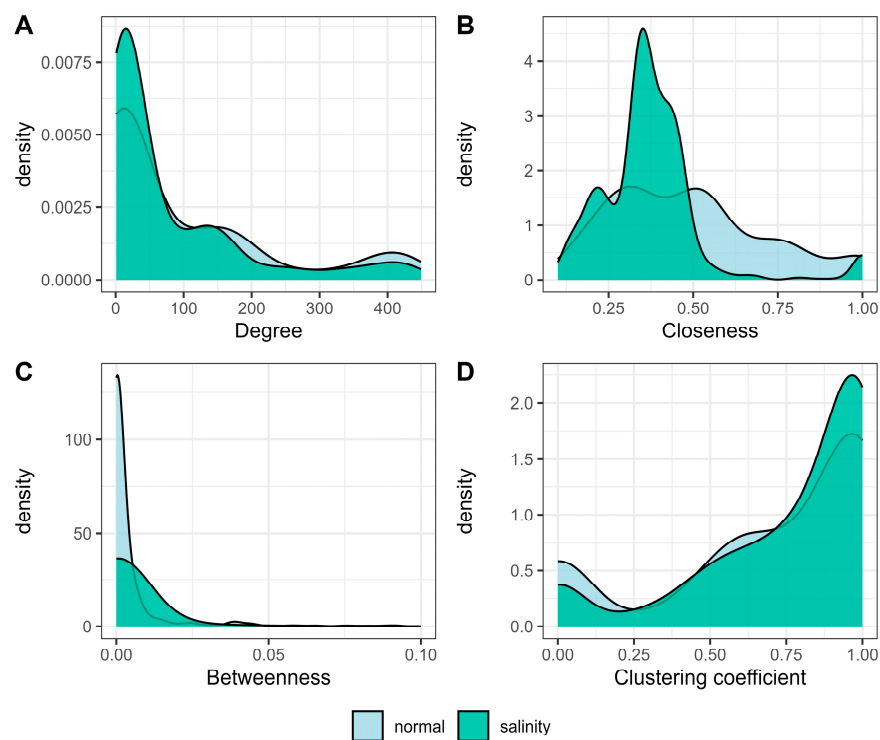 A
density
0.0075
0.0050
0.0025
0.0000
0 100 200 300 400
Degree
B
density
4
3
2
1
0
0.25 0.50 0.75 1.00
Closeness
C
density
100
50
0
0.00 0.05 0.10
Betweenness
D
density
2.0
1.5
1.0
0.5
0.0
0.00 0.25 0.50 0.75 1.00
Clustering coefficient
normal salinity